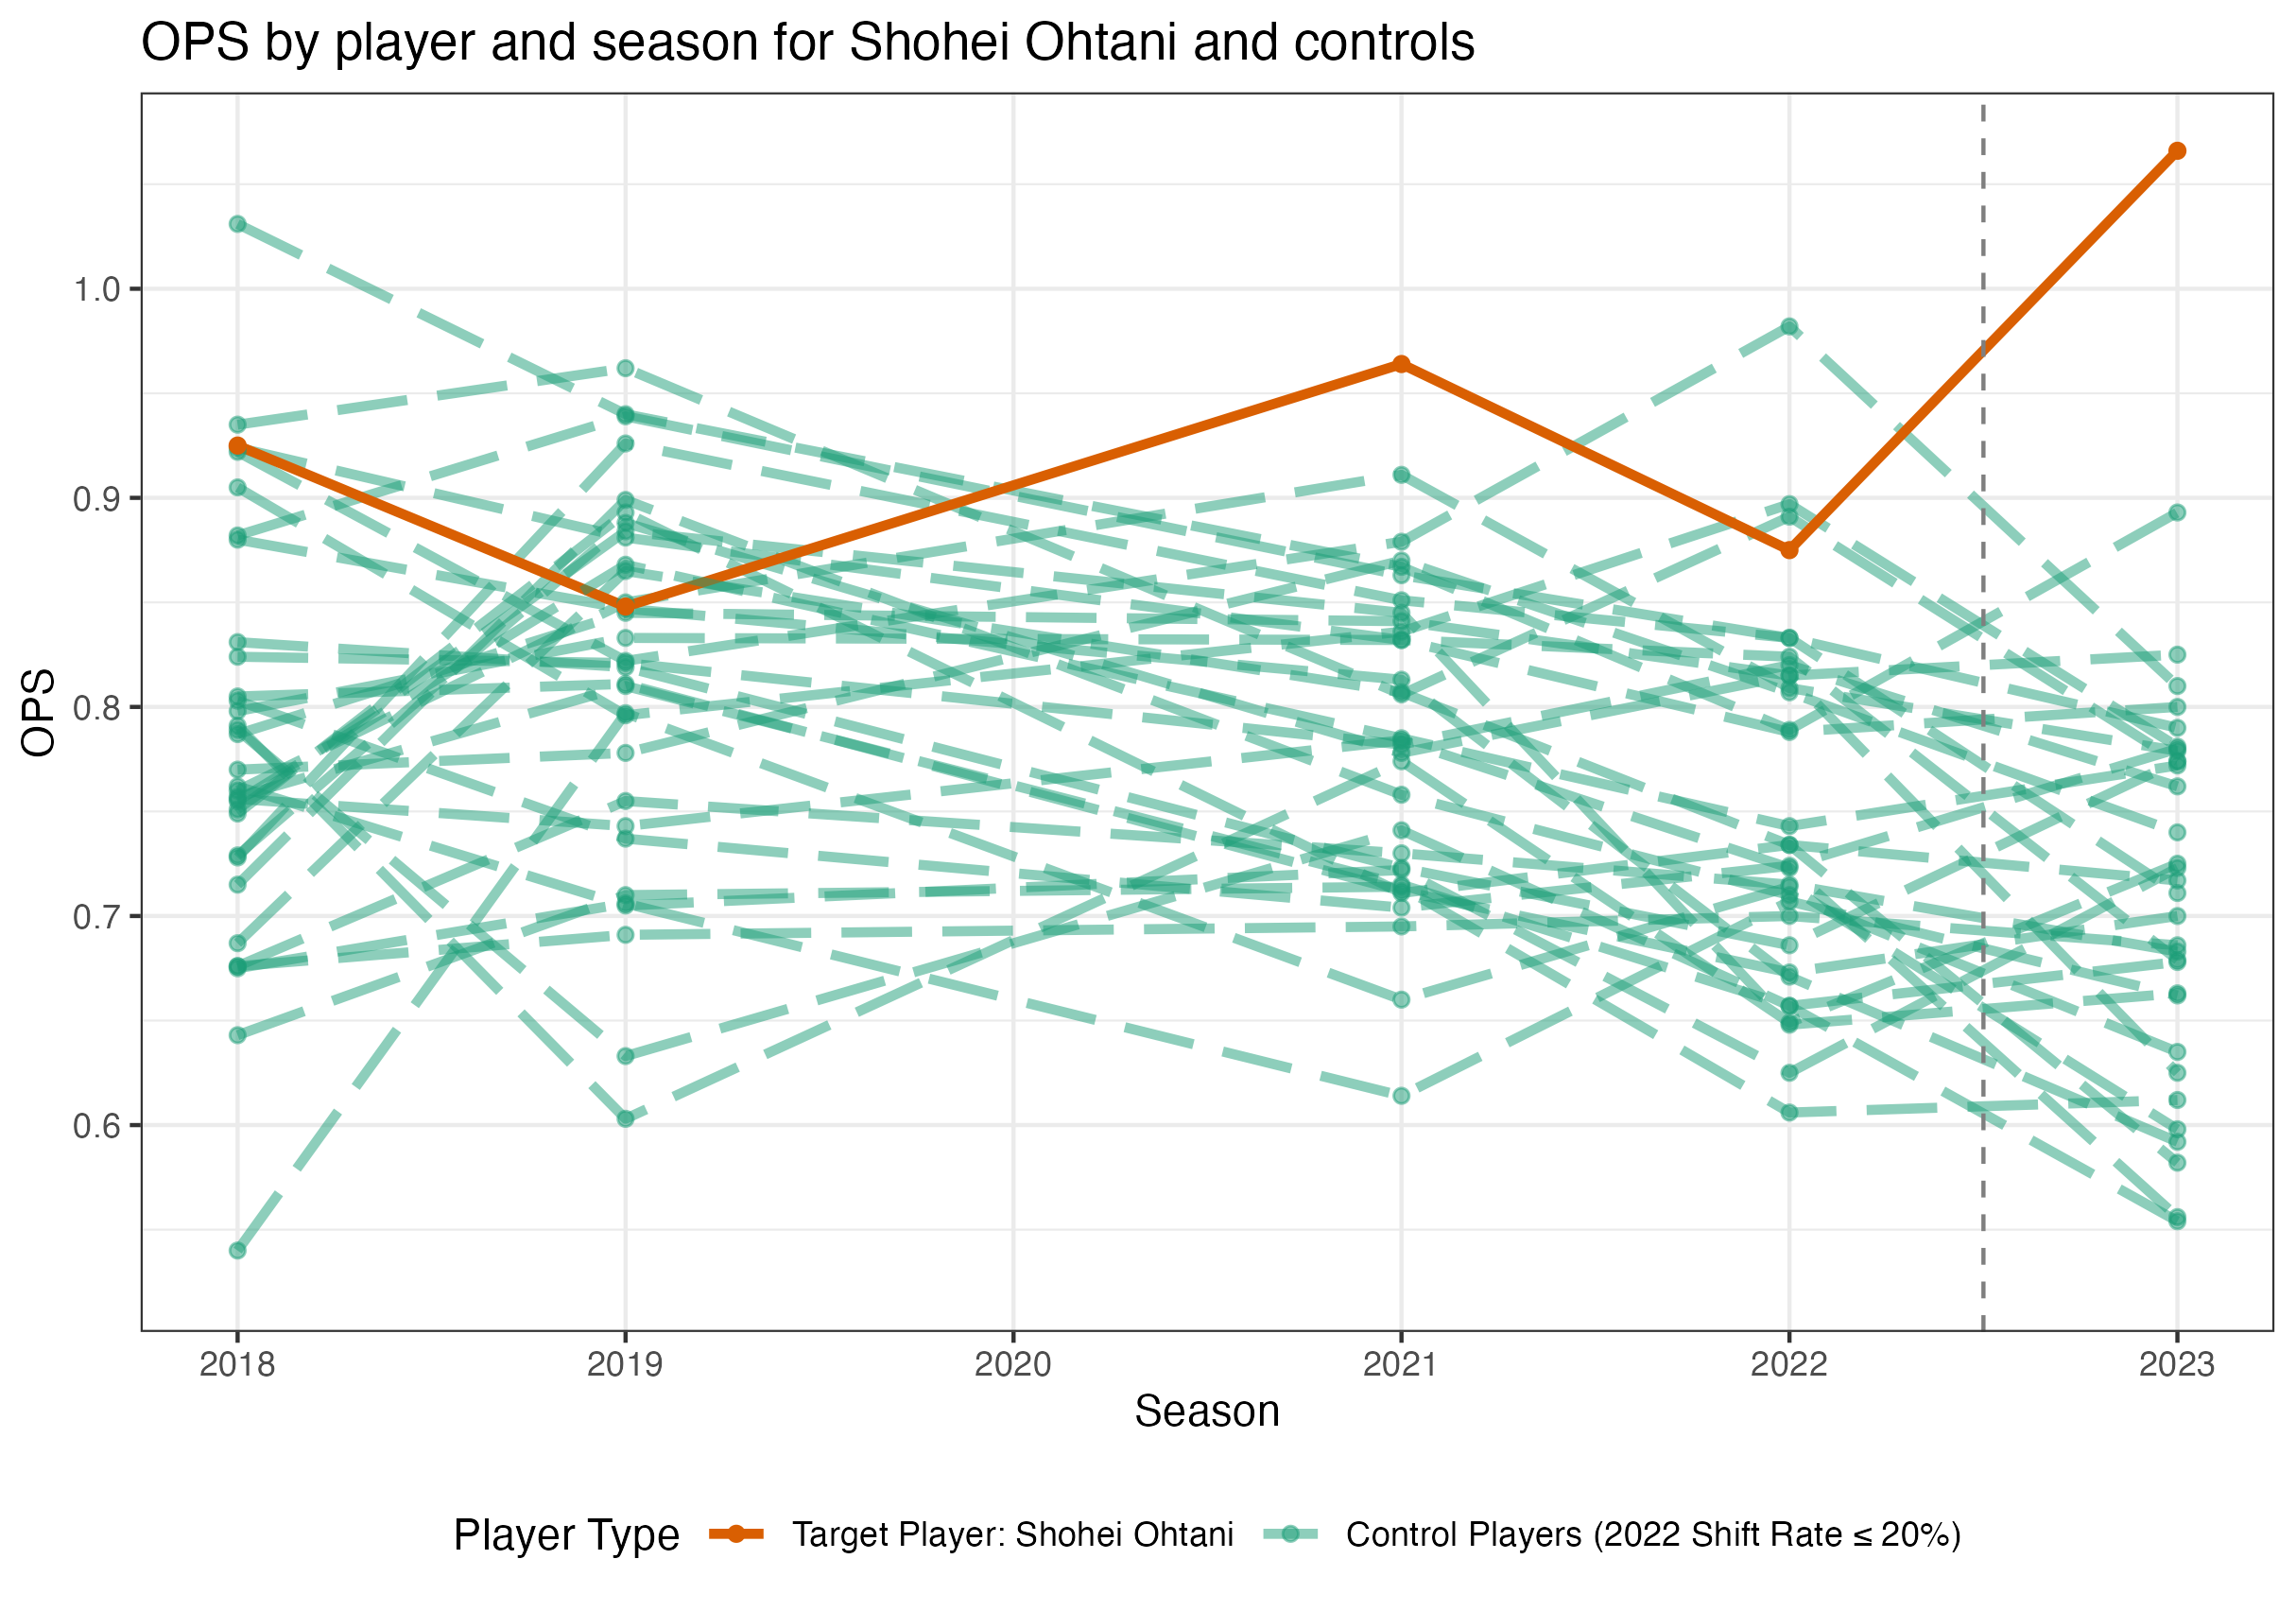 OPS by player and season for Shohei Ohtani and controls
OPS
1.0
0.9
0.8
0.7
0.6
2018 2019 2020 2021 2022 2023
Season
Player Type Target Player: Shohei Ohtani Control Players (2022 Shift Rate ≤ 20%)